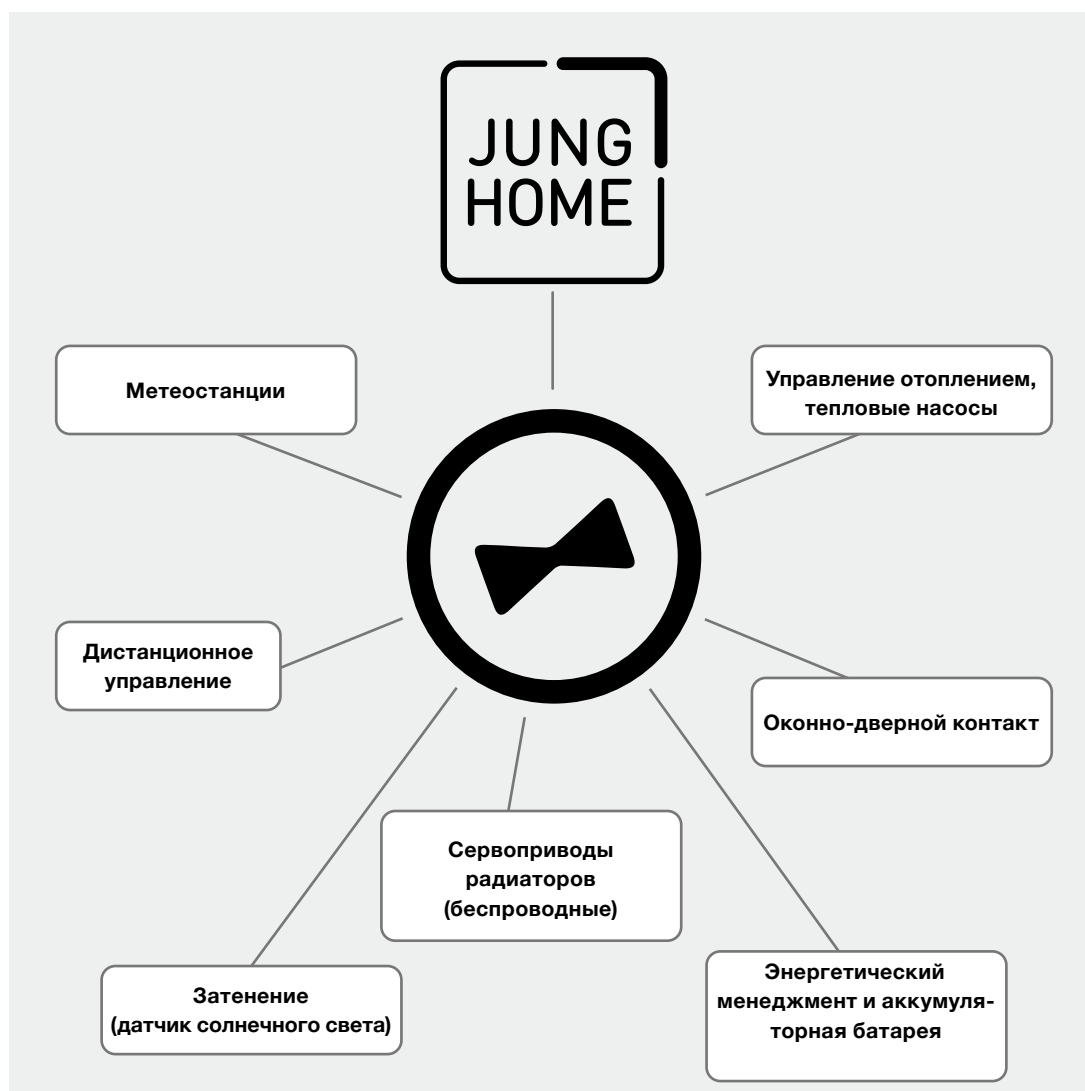 JUNG
HOME
Метеостанции
Управление отоплением,
тепловые насосы
Дистанционное
управление
Оконно-дверной контакт
Сервоприводы
радиаторов
(беспроводные)
Затенение
(датчик солнечного света)
Энергетический
менеджмент и аккумуля-
торная батарея